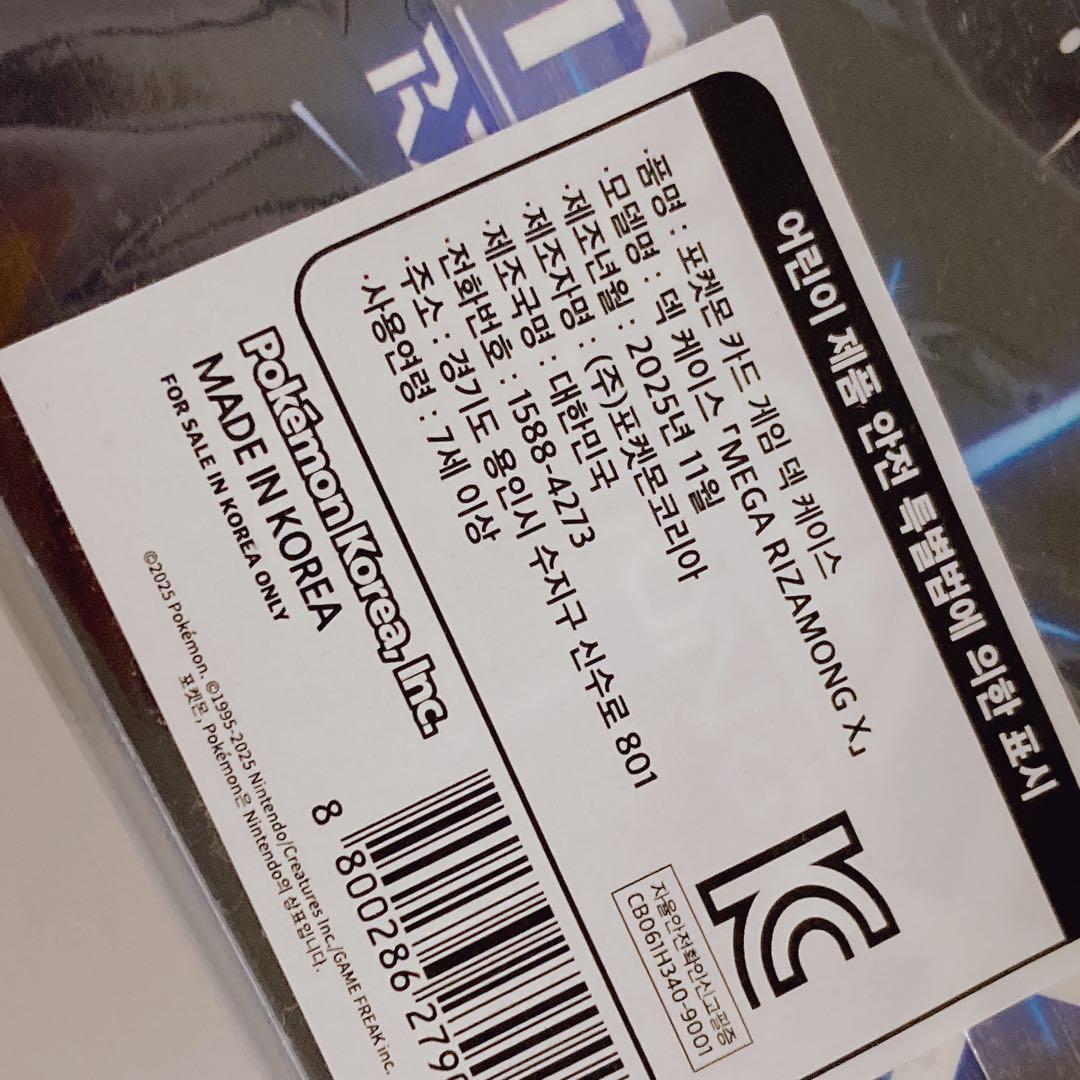 어린이 제품 안전 특별법에 의한 표시
·품명 : 포켓몬 카드 게임 덱 케이스
·모델명 : 덱 케이스 「MEGA RIZAMONG X」
·제조년월 : 2025년 11월
·제조자명 : (주)포켓몬코리아
·제조국명 : 대한민국
·전화번호 : 1588-4273
·주소 : 경기도 용인시 수지구 신수로 801
·사용연령 : 7세 이상
자율안전확인신고필증
CB061H340-9001
Pokémon Korea, Inc.
MADE IN KOREA
FOR SALE IN KOREA ONLY
©2025 Pokémon. ©1995-2025 Nintendo/Creatures Inc./GAME FREAK inc.
포켓몬, Pokémon은 Nintendo의 상표입니다.
8 800286 279